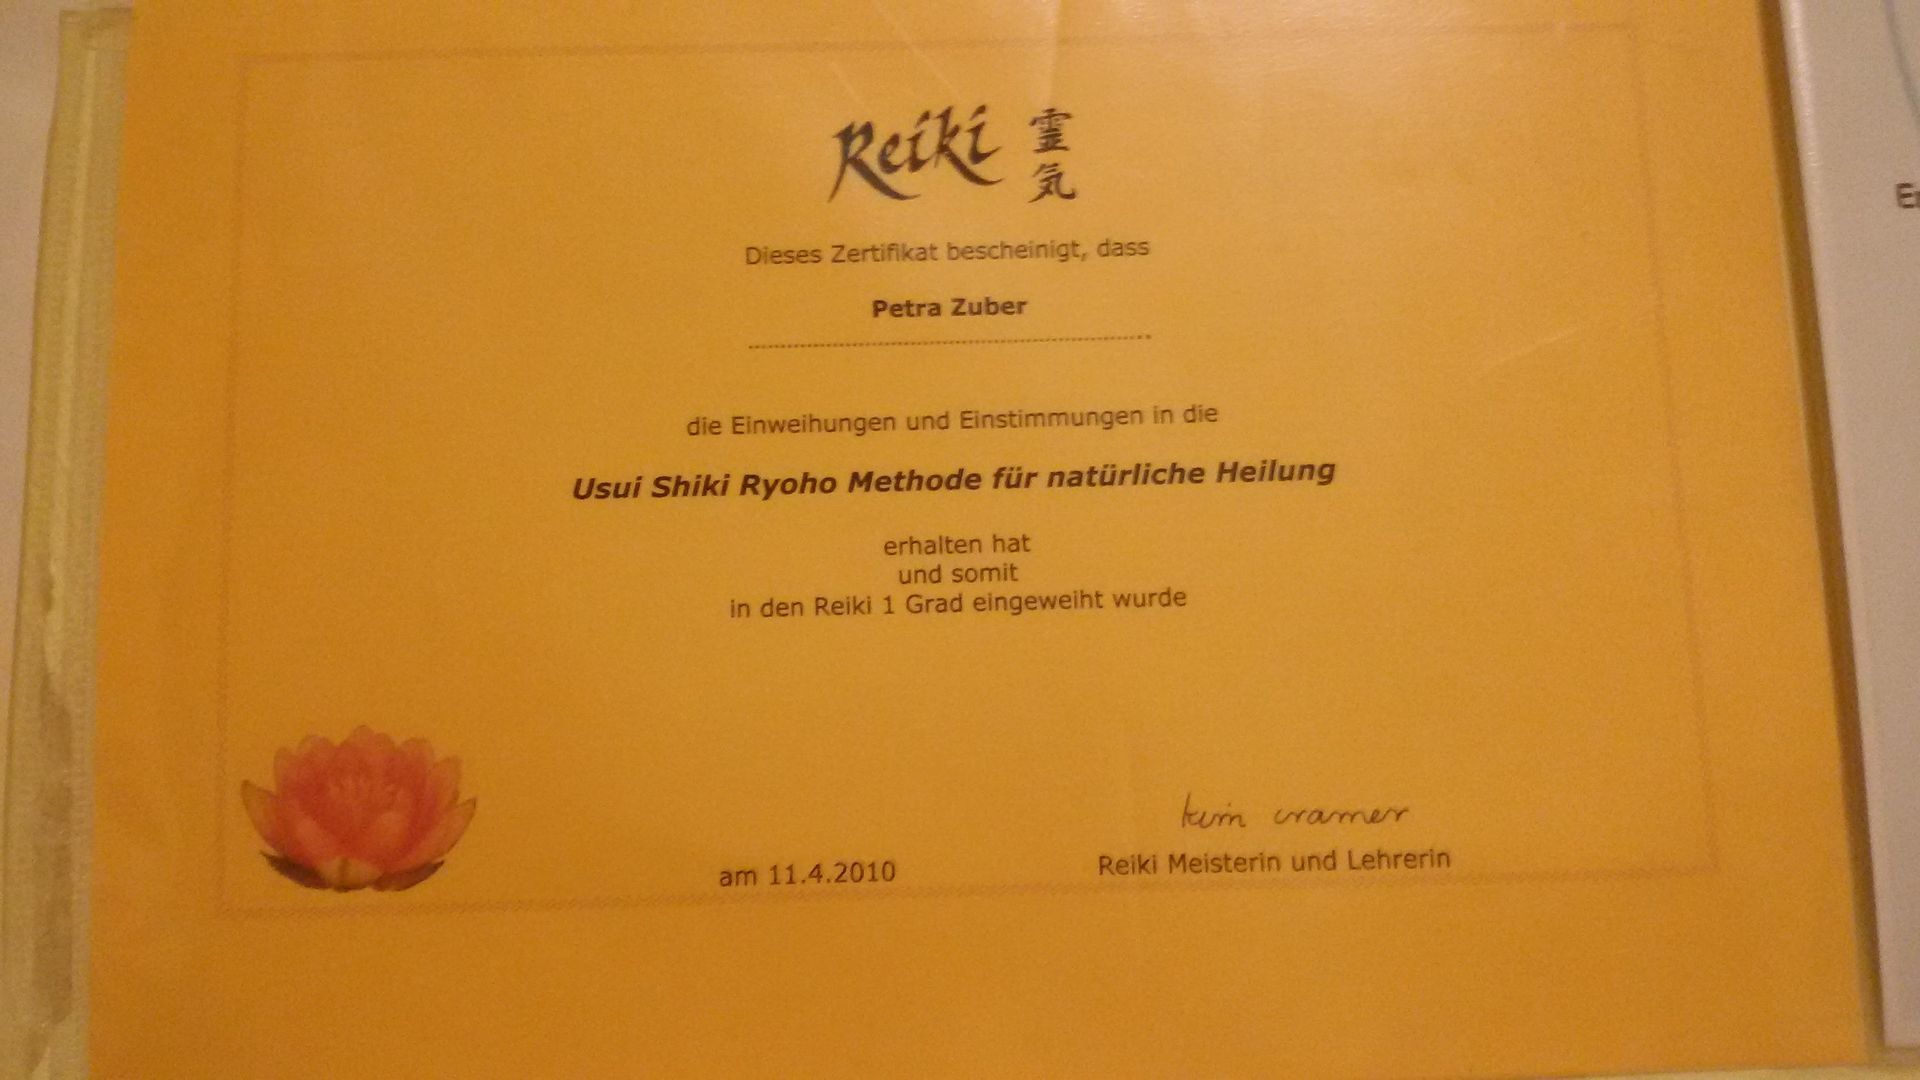 Reiki 靈気
Dieses Zertifikat bescheinigt, dass
Petra Zuber
die Einweihungen und Einstimmungen in die
Usui Shiki Ryoho Methode für natürliche Heilung
erhalten hat
und somit
in den Reiki 1 Grad eingeweiht wurde
kim cramer
am 11.4.2010
Reiki Meisterin und Lehrerin